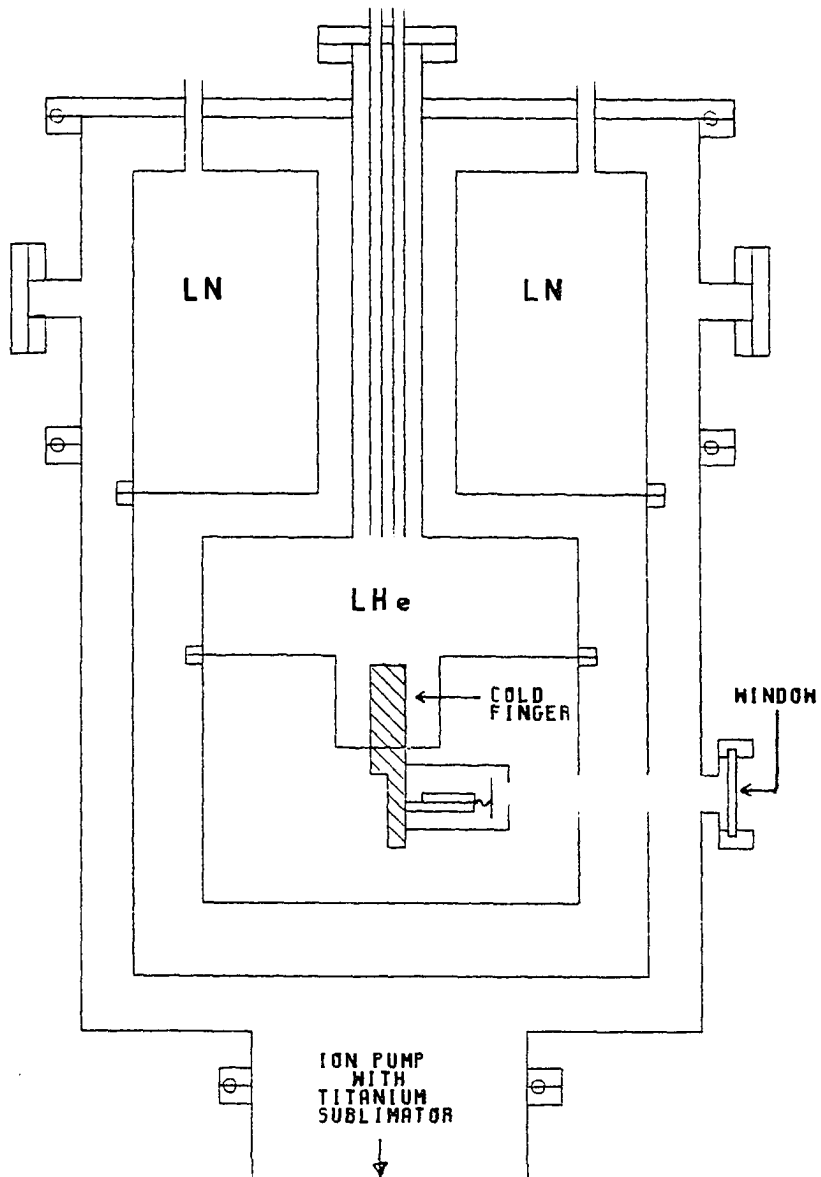 LN
LN
LHe
COLD
FINGER
WINDOW
ION PUMP
WITH
TITANIUM
SUBLIMATOR